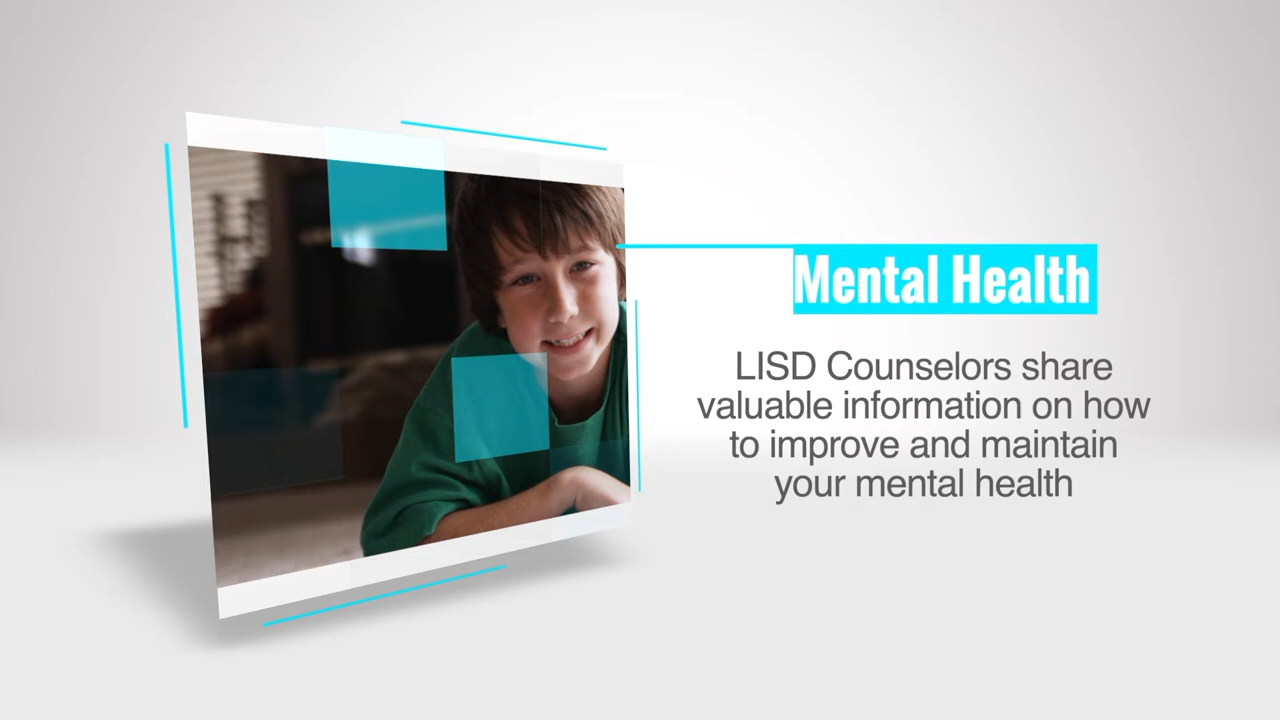 Mental Health
LISD Counselors share
valuable information on how
to improve and maintain
your mental health